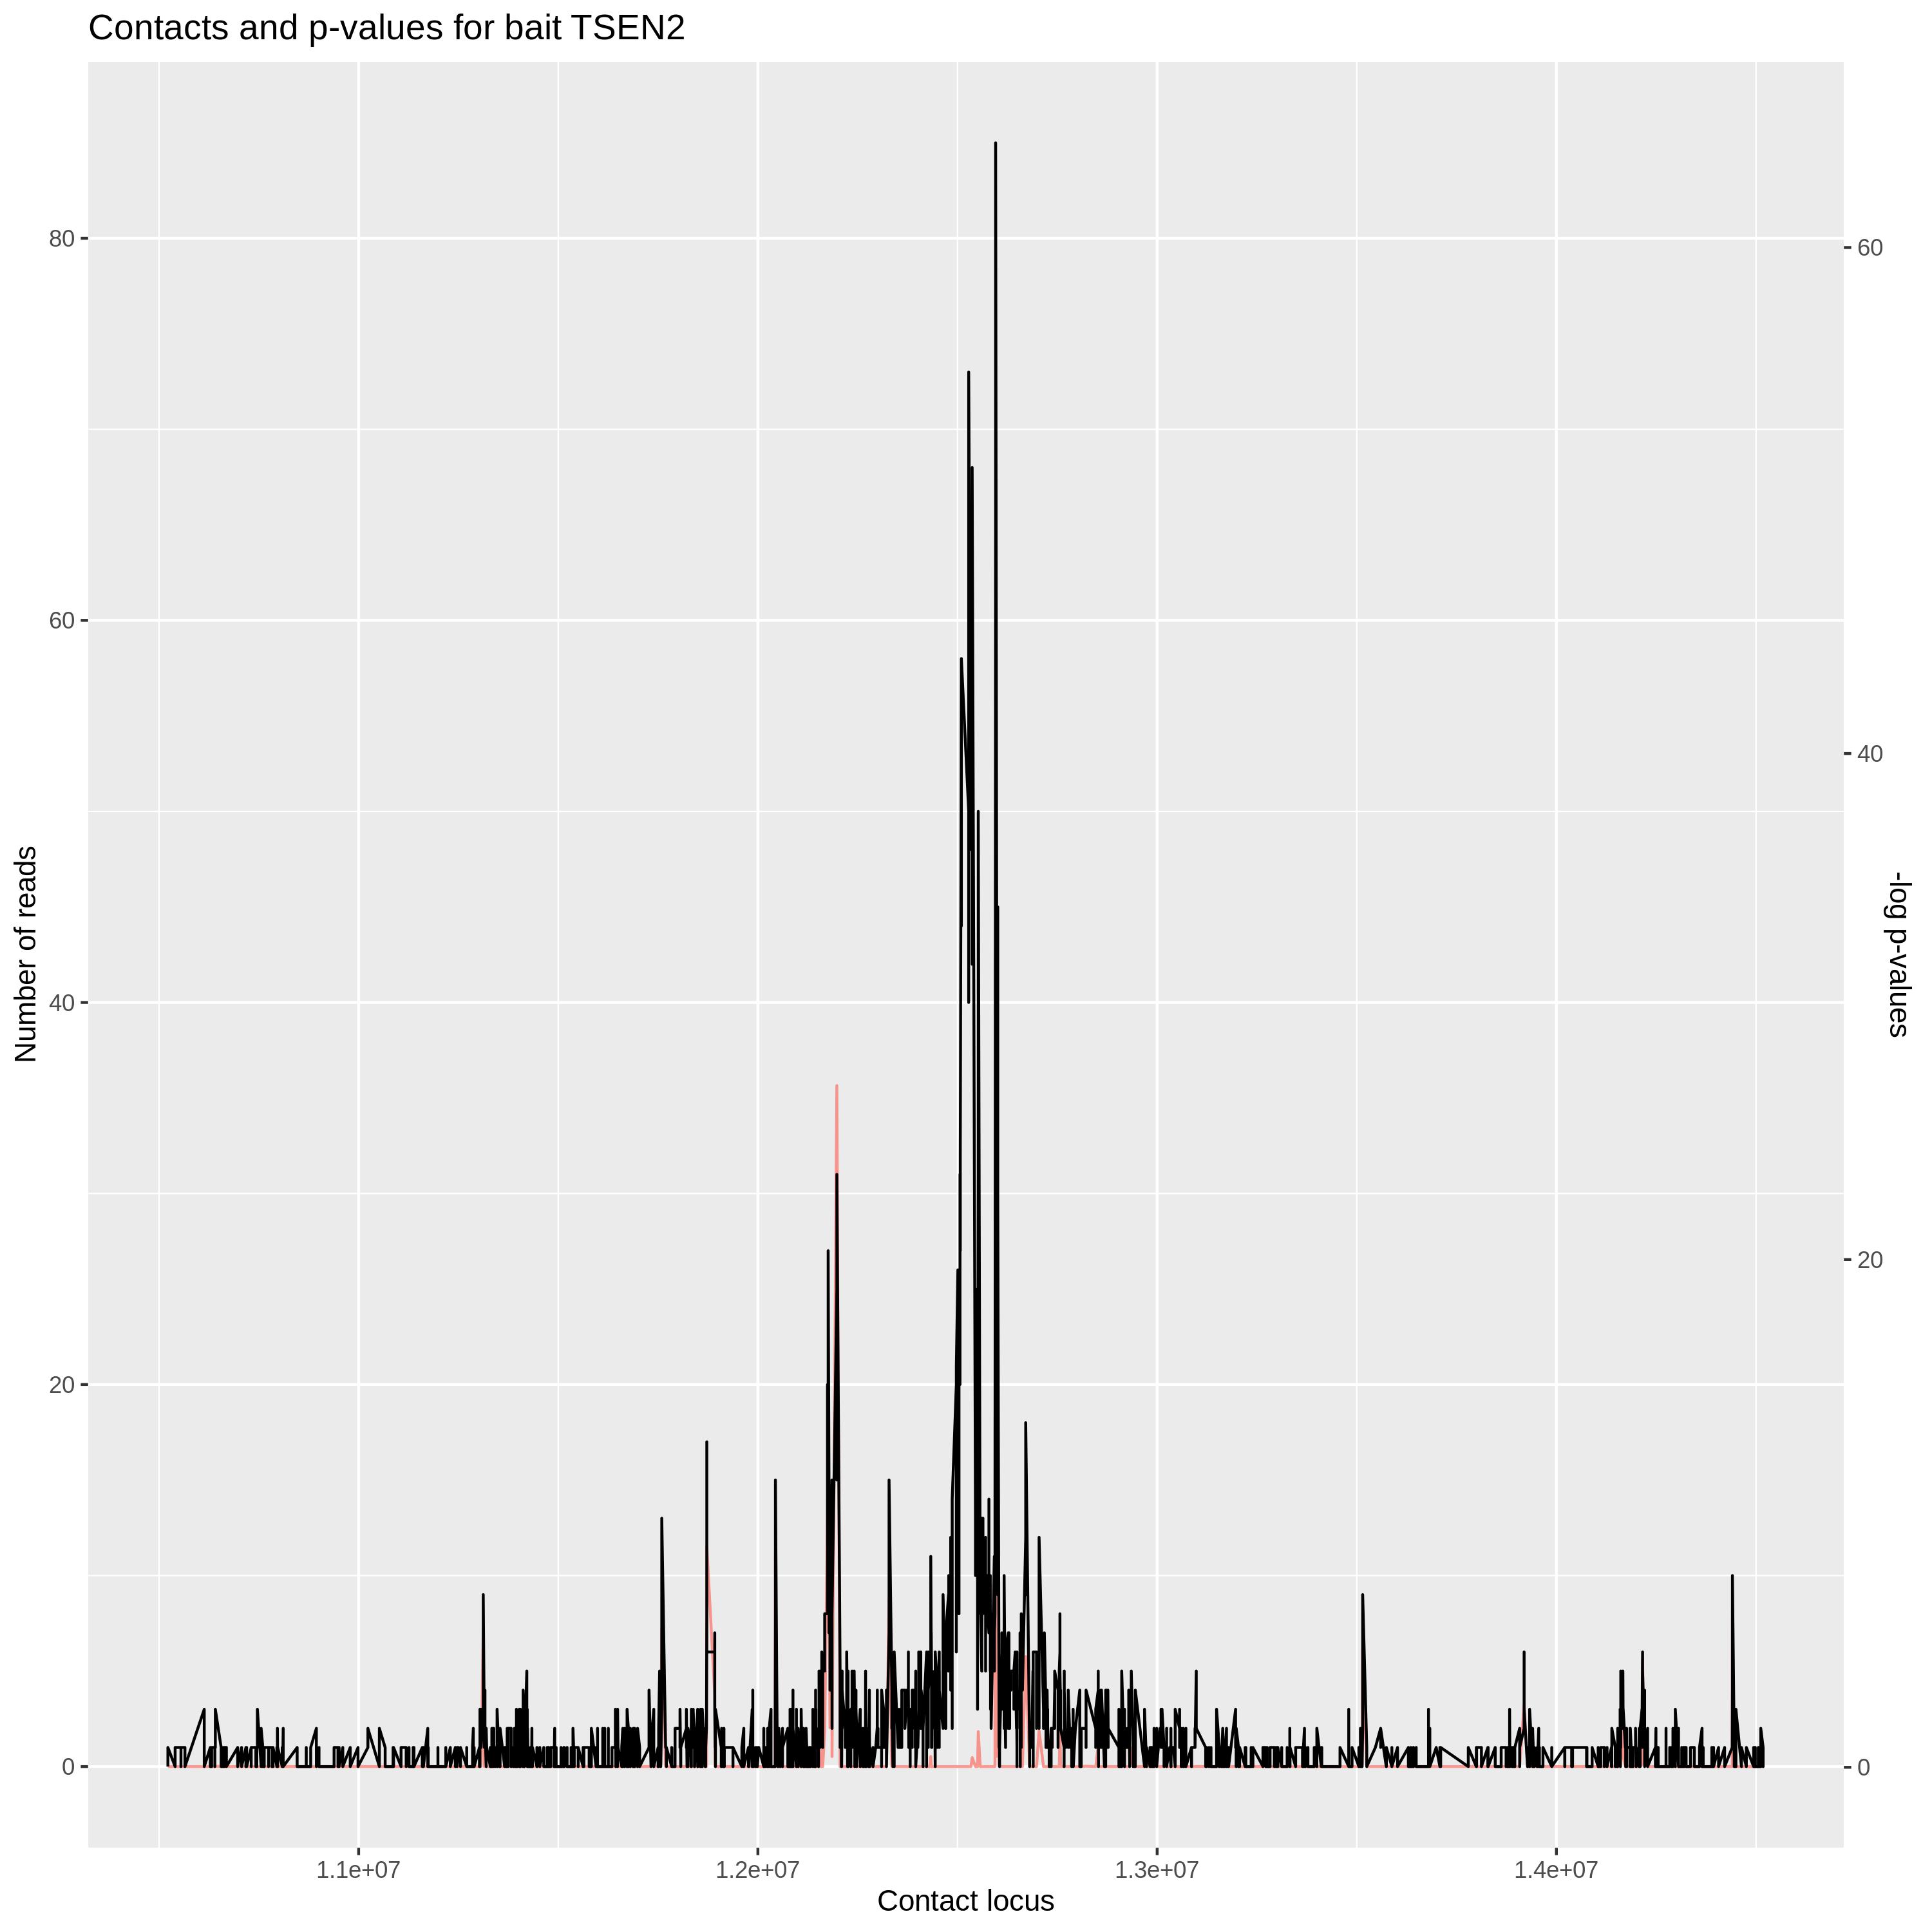 Contacts and p-values for bait TSEN2
80
60
40
20
0
Number of reads
60
40
20
0
-log p-values
1.1e+07 1.2e+07 1.3e+07 1.4e+07
Contact locus